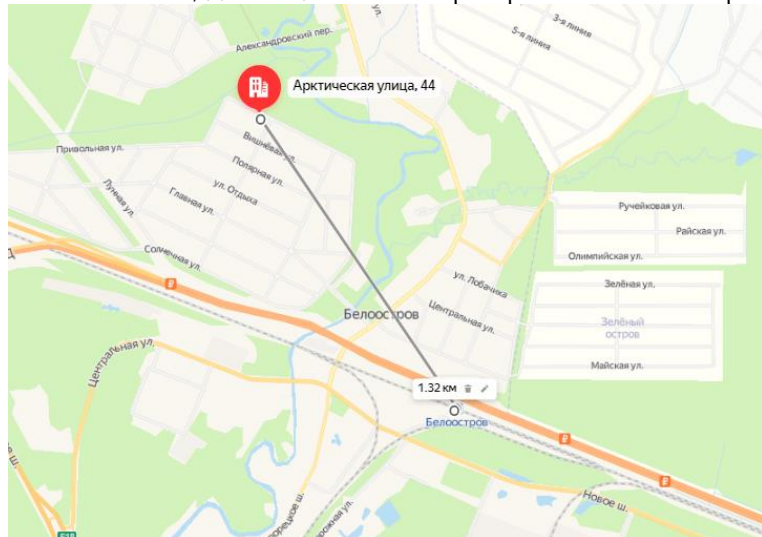 Александровский пер.
3-я линия
5-я линия
Арктическая улица, 44
Привольная ул.
Вишнёвая ул.
Полярная ул.
ул. Отдыха
Главная ул.
Лунная ул.
Солнечная ул.
Ручейковая ул.
Райская ул.
Олимпийская ул.
ул. Лобачика
Зелёная ул.
Центральная ул.
Белоостров
Зелёный
остров
Центральная ул.
Майская ул.
1.32 км
Белоостров
Новое ш.